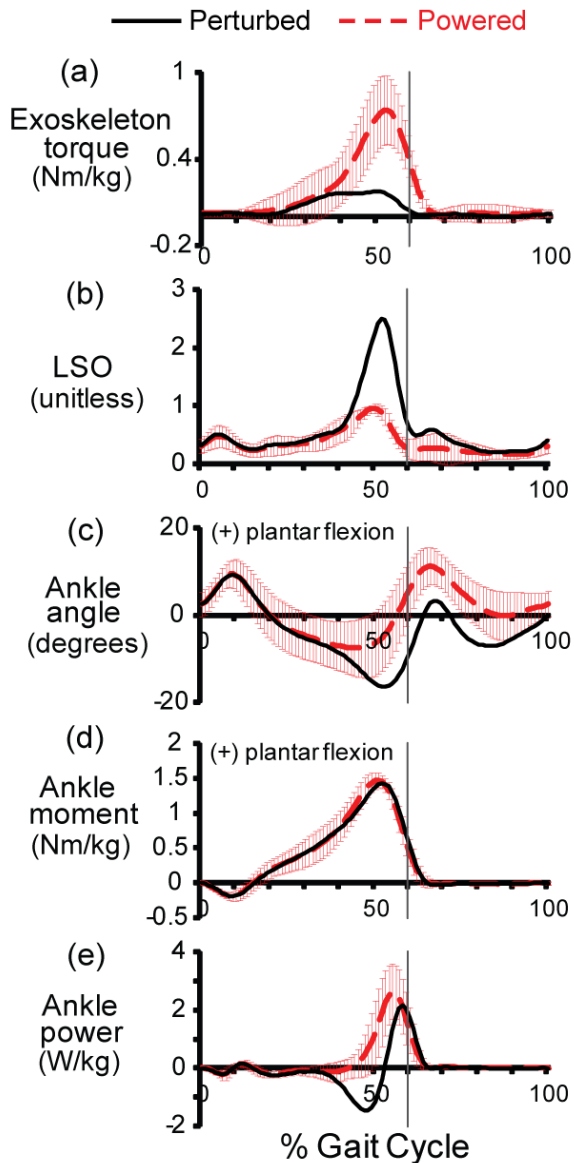 Perturbed Powered
(a)
Exoskeleton
torque
(Nm/kg)
1
0.4
-0.2
0 50 100
(b)
LSO
(unitless)
3
2
1
0
0 50 100
(c)
Ankle
angle
(degrees)
(+) plantar flexion
20
0
-20
0 50 100
(d)
Ankle
moment
(Nm/kg)
(+) plantar flexion
2
1.5
1
0.5
0
-0.5
0 50 100
(e)
Ankle
power
(W/kg)
4
2
0
-2
0 50 100
% Gait Cycle